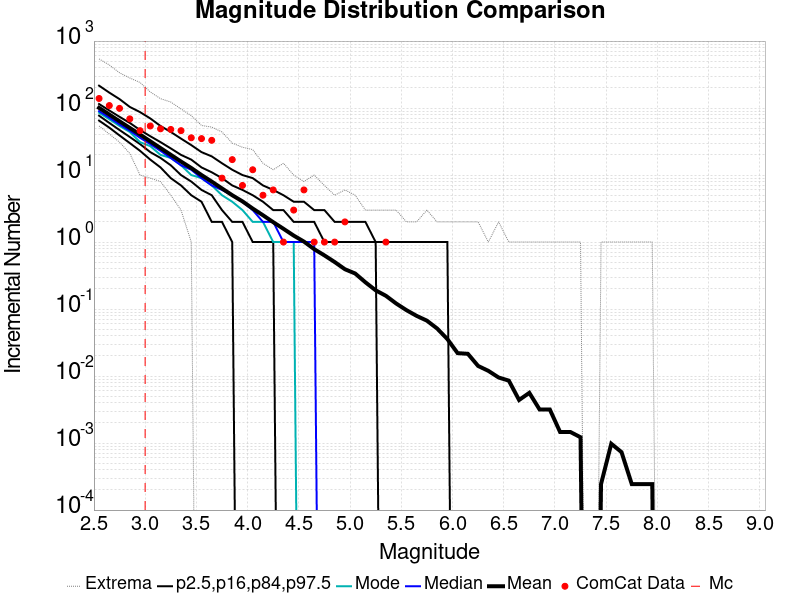 Magnitude Distribution Comparison
10^3
10^2
10^1
10^0
10^-1
10^-2
10^-3
10^-4
Incremental Number
2.5 3.0 3.5 4.0 4.5 5.0 5.5 6.0 6.5 7.0 7.5 8.0 8.5 9.0
Magnitude
Extrema p2.5,p16,p84,p97.5 Mode Median Mean ComCat Data Mc